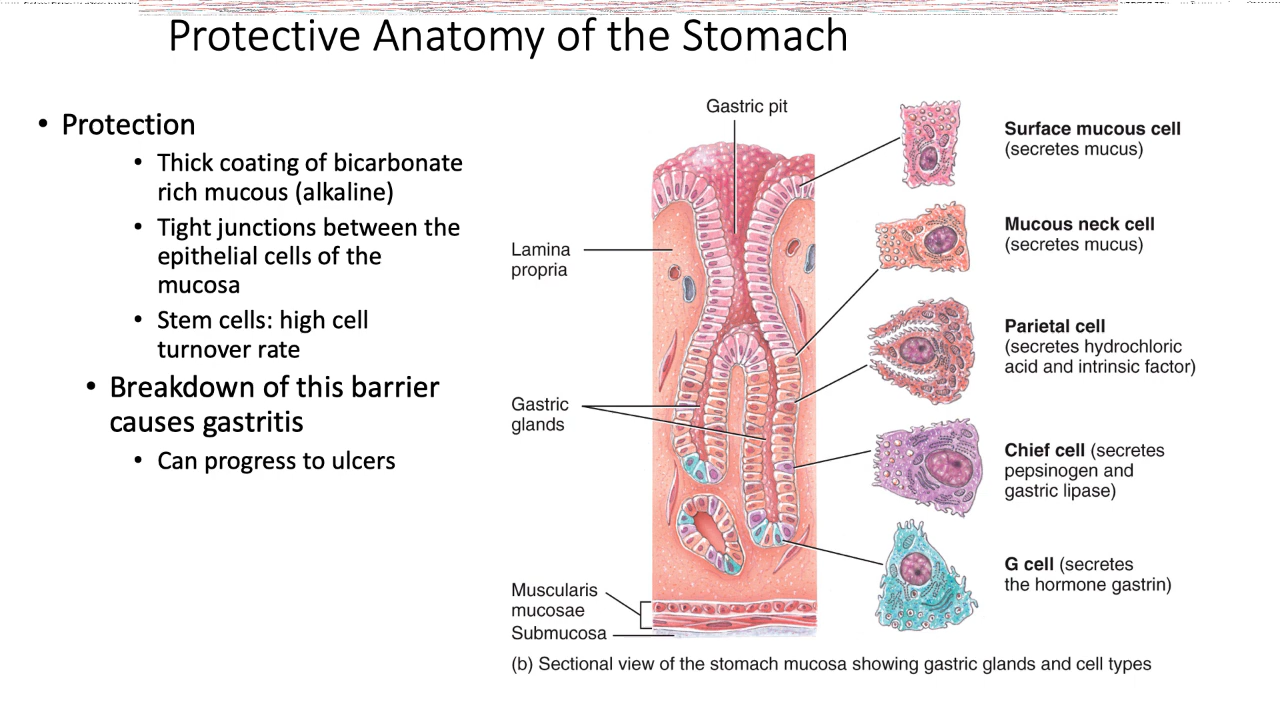 Protective Anatomy of the Stomach
• Protection
• Thick coating of bicarbonate
rich mucous (alkaline)
• Tight junctions between the
epithelial cells of the
mucosa
• Stem cells: high cell
turnover rate
• Breakdown of this barrier
causes gastritis
• Can progress to ulcers
Gastric pit
Lamina
propria
Gastric
glands
Muscularis
mucosae
Submucosa
Surface mucous cell
(secretes mucus)
Mucous neck cell
(secretes mucus)
Parietal cell
(secretes hydrochloric
acid and intrinsic factor)
Chief cell (secretes
pepsinogen and
gastric lipase)
G cell (secretes
the hormone gastrin)
(b) Sectional view of the stomach mucosa showing gastric glands and cell types